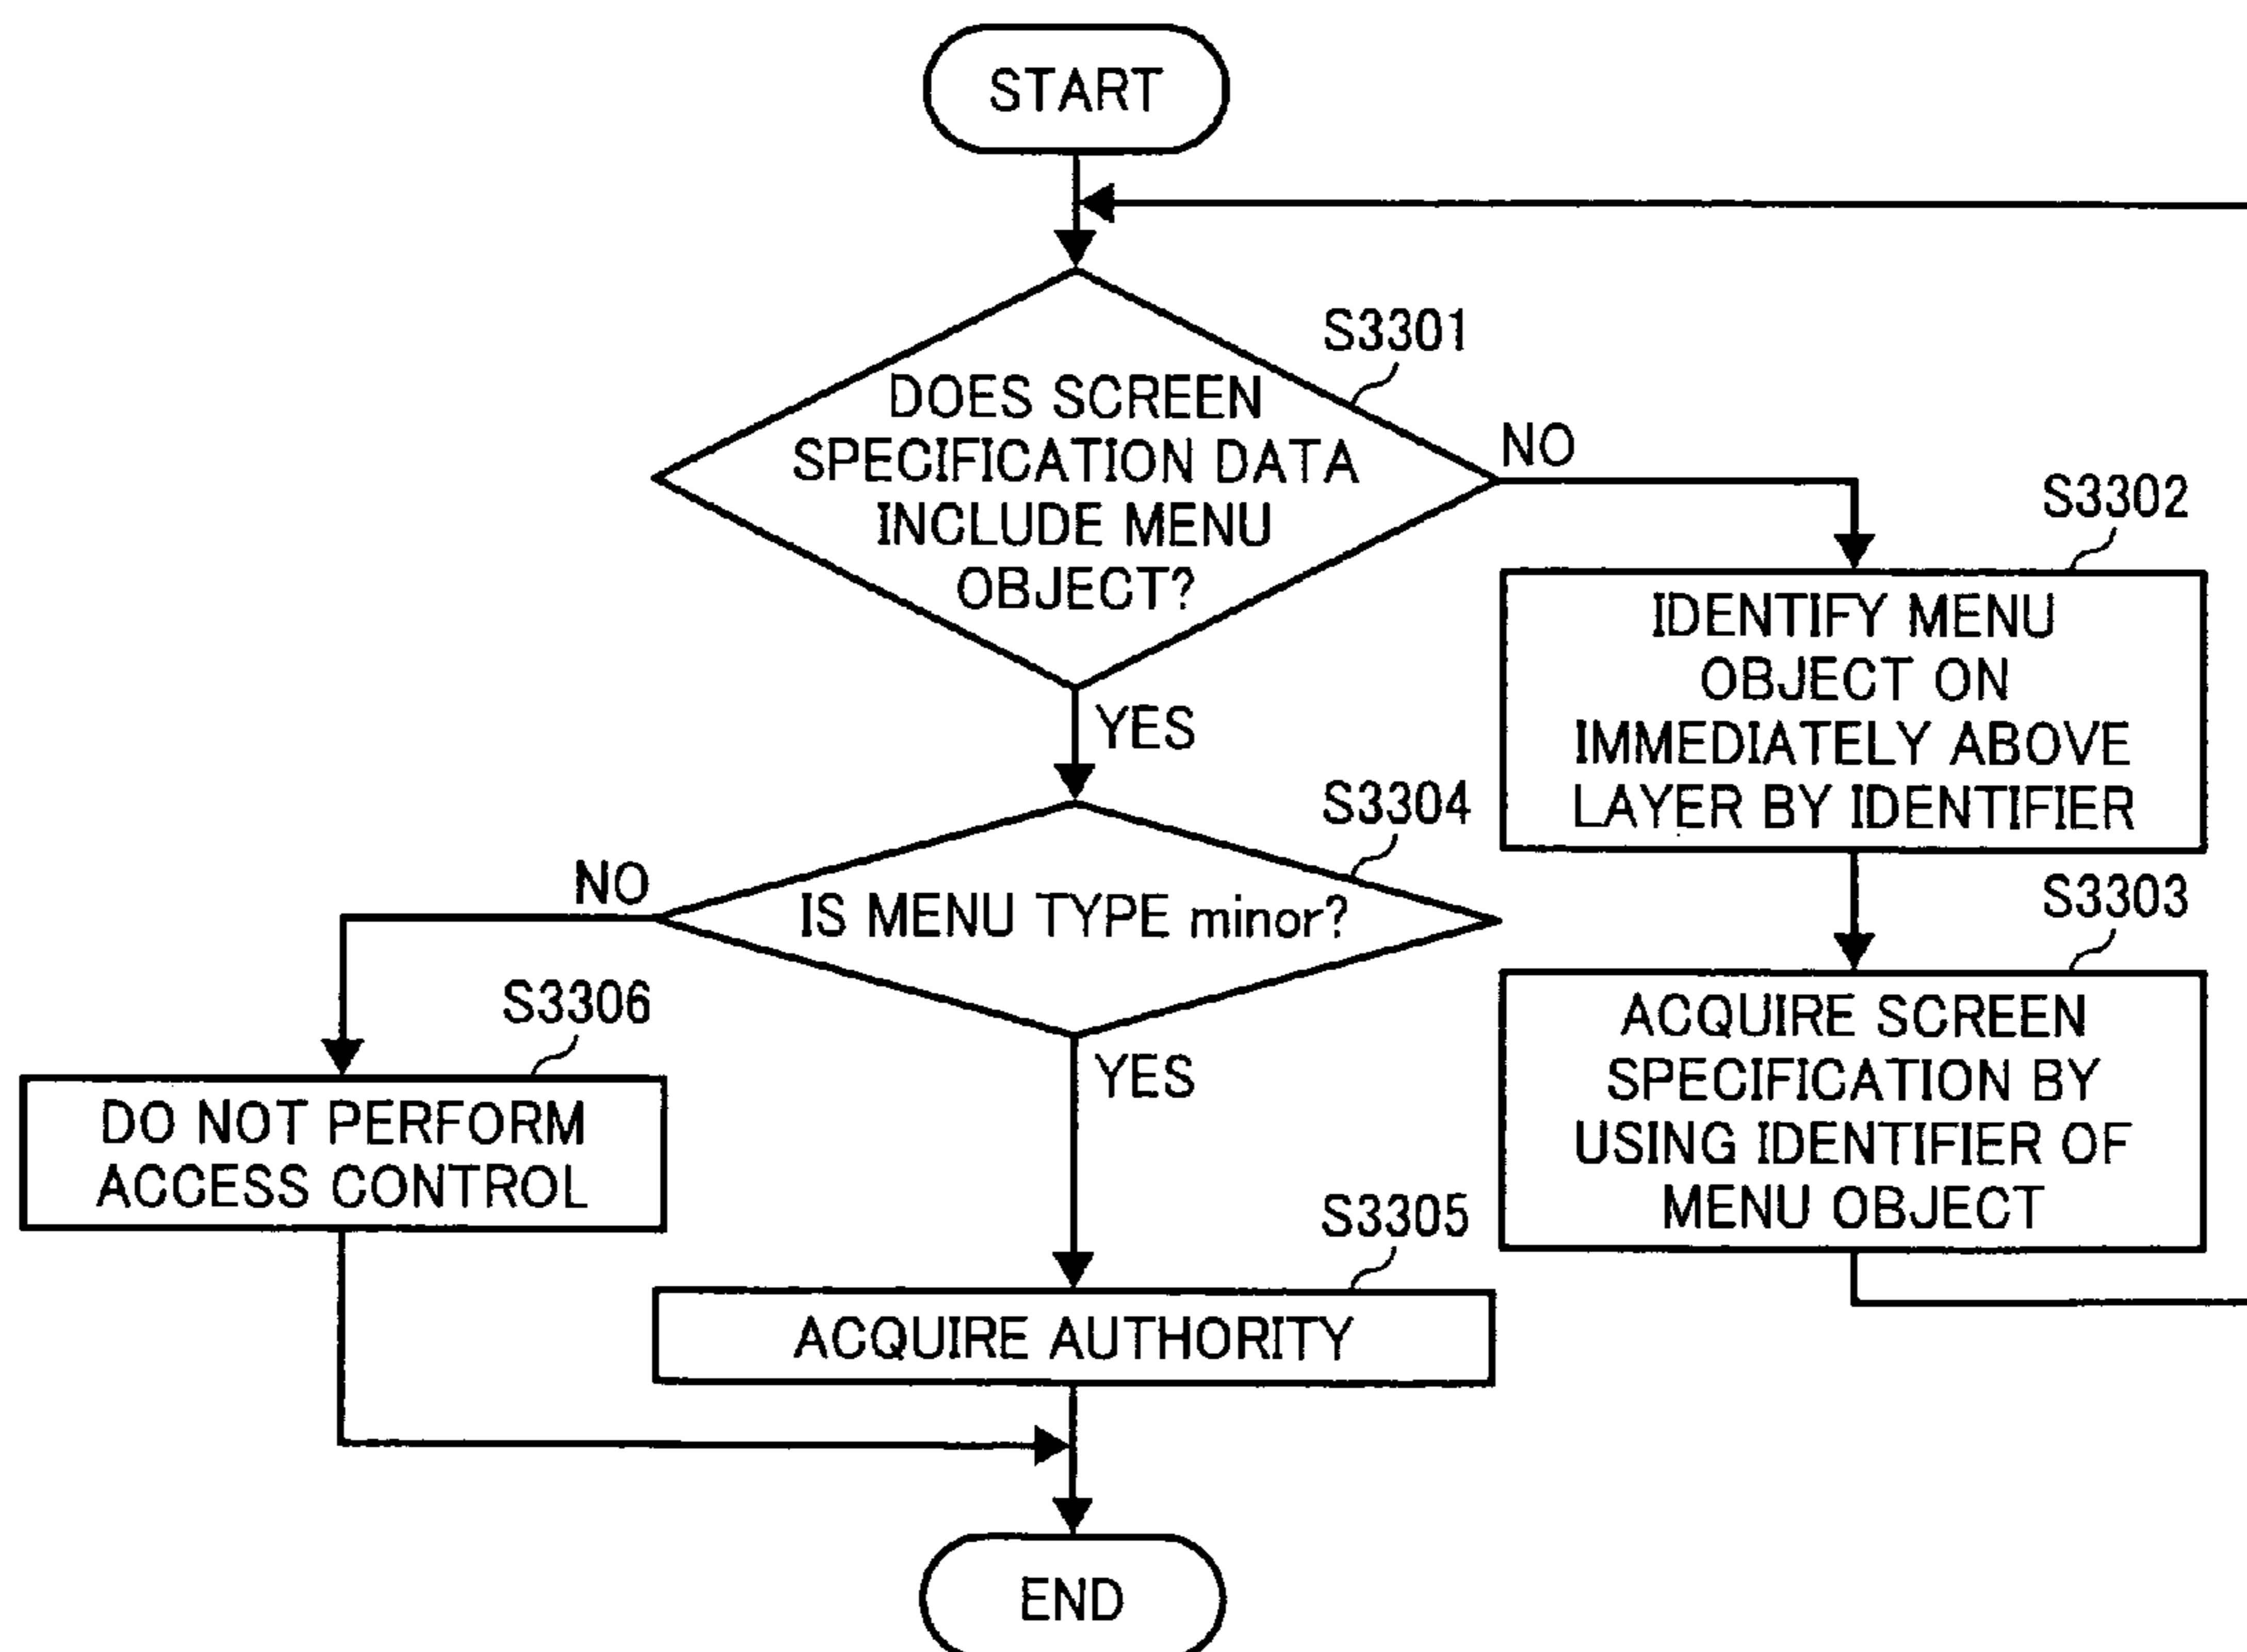 START
S3301
DOES SCREEN
SPECIFICATION DATA
INCLUDE MENU
OBJECT?
NO
YES
S3302
IDENTIFY MENU
OBJECT ON
IMMEDIATELY ABOVE
LAYER BY IDENTIFIER
S3303
ACQUIRE SCREEN
SPECIFICATION BY
USING IDENTIFIER OF
MENU OBJECT
S3304
IS MENU TYPE minor?
NO
YES
S3306
DO NOT PERFORM
ACCESS CONTROL
S3305
ACQUIRE AUTHORITY
END